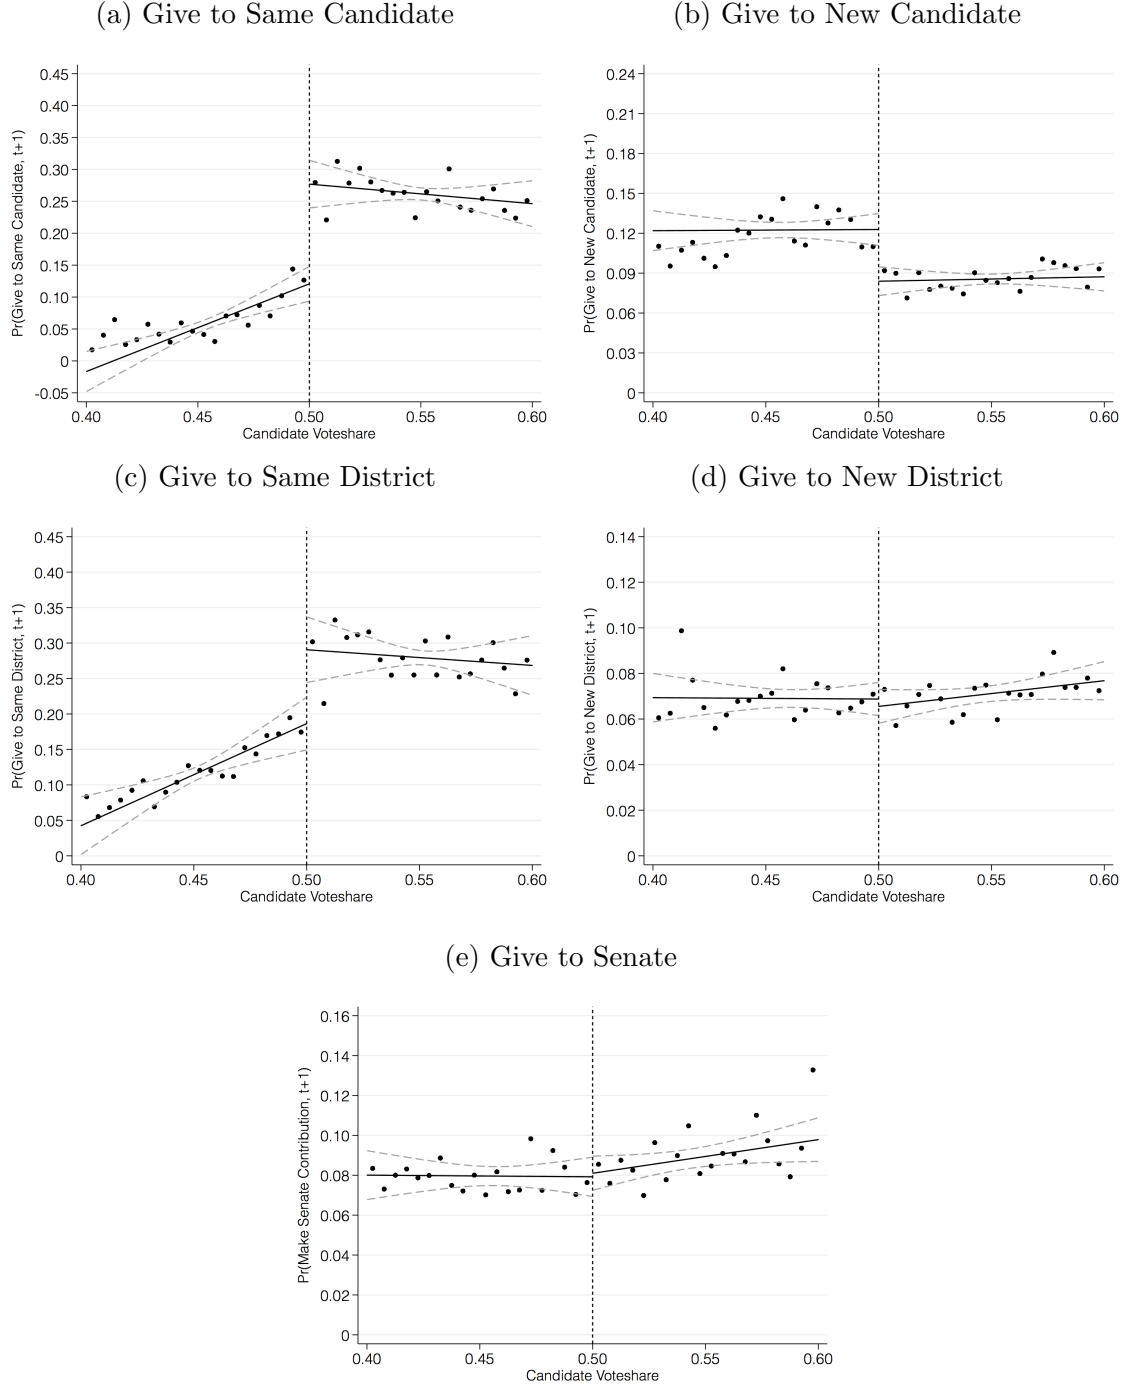 (a) Give to Same Candidate
Pr(Give to Same Candidate, t+1)
0.45
0.40
0.35
0.30
0.25
0.20
0.15
0.10
0.05
0
-0.05
0.40 0.45 0.50 0.55 0.60
Candidate Voteshare
(b) Give to New Candidate
Pr(Give to New Candidate, t+1)
0.24
0.21
0.18
0.15
0.12
0.09
0.06
0.03
0
0.40 0.45 0.50 0.55 0.60
Candidate Voteshare
(c) Give to Same District
Pr(Give to Same District, t+1)
0.45
0.40
0.35
0.30
0.25
0.20
0.15
0.10
0.05
0
0.40 0.45 0.50 0.55 0.60
Candidate Voteshare
(d) Give to New District
Pr(Give to New District, t+1)
0.14
0.12
0.10
0.08
0.06
0.04
0.02
0
0.40 0.45 0.50 0.55 0.60
Candidate Voteshare
(e) Give to Senate
Pr(Make Senate Contribution, t+1)
0.16
0.14
0.12
0.10
0.08
0.06
0.04
0.02
0
0.40 0.45 0.50 0.55 0.60
Candidate Voteshare